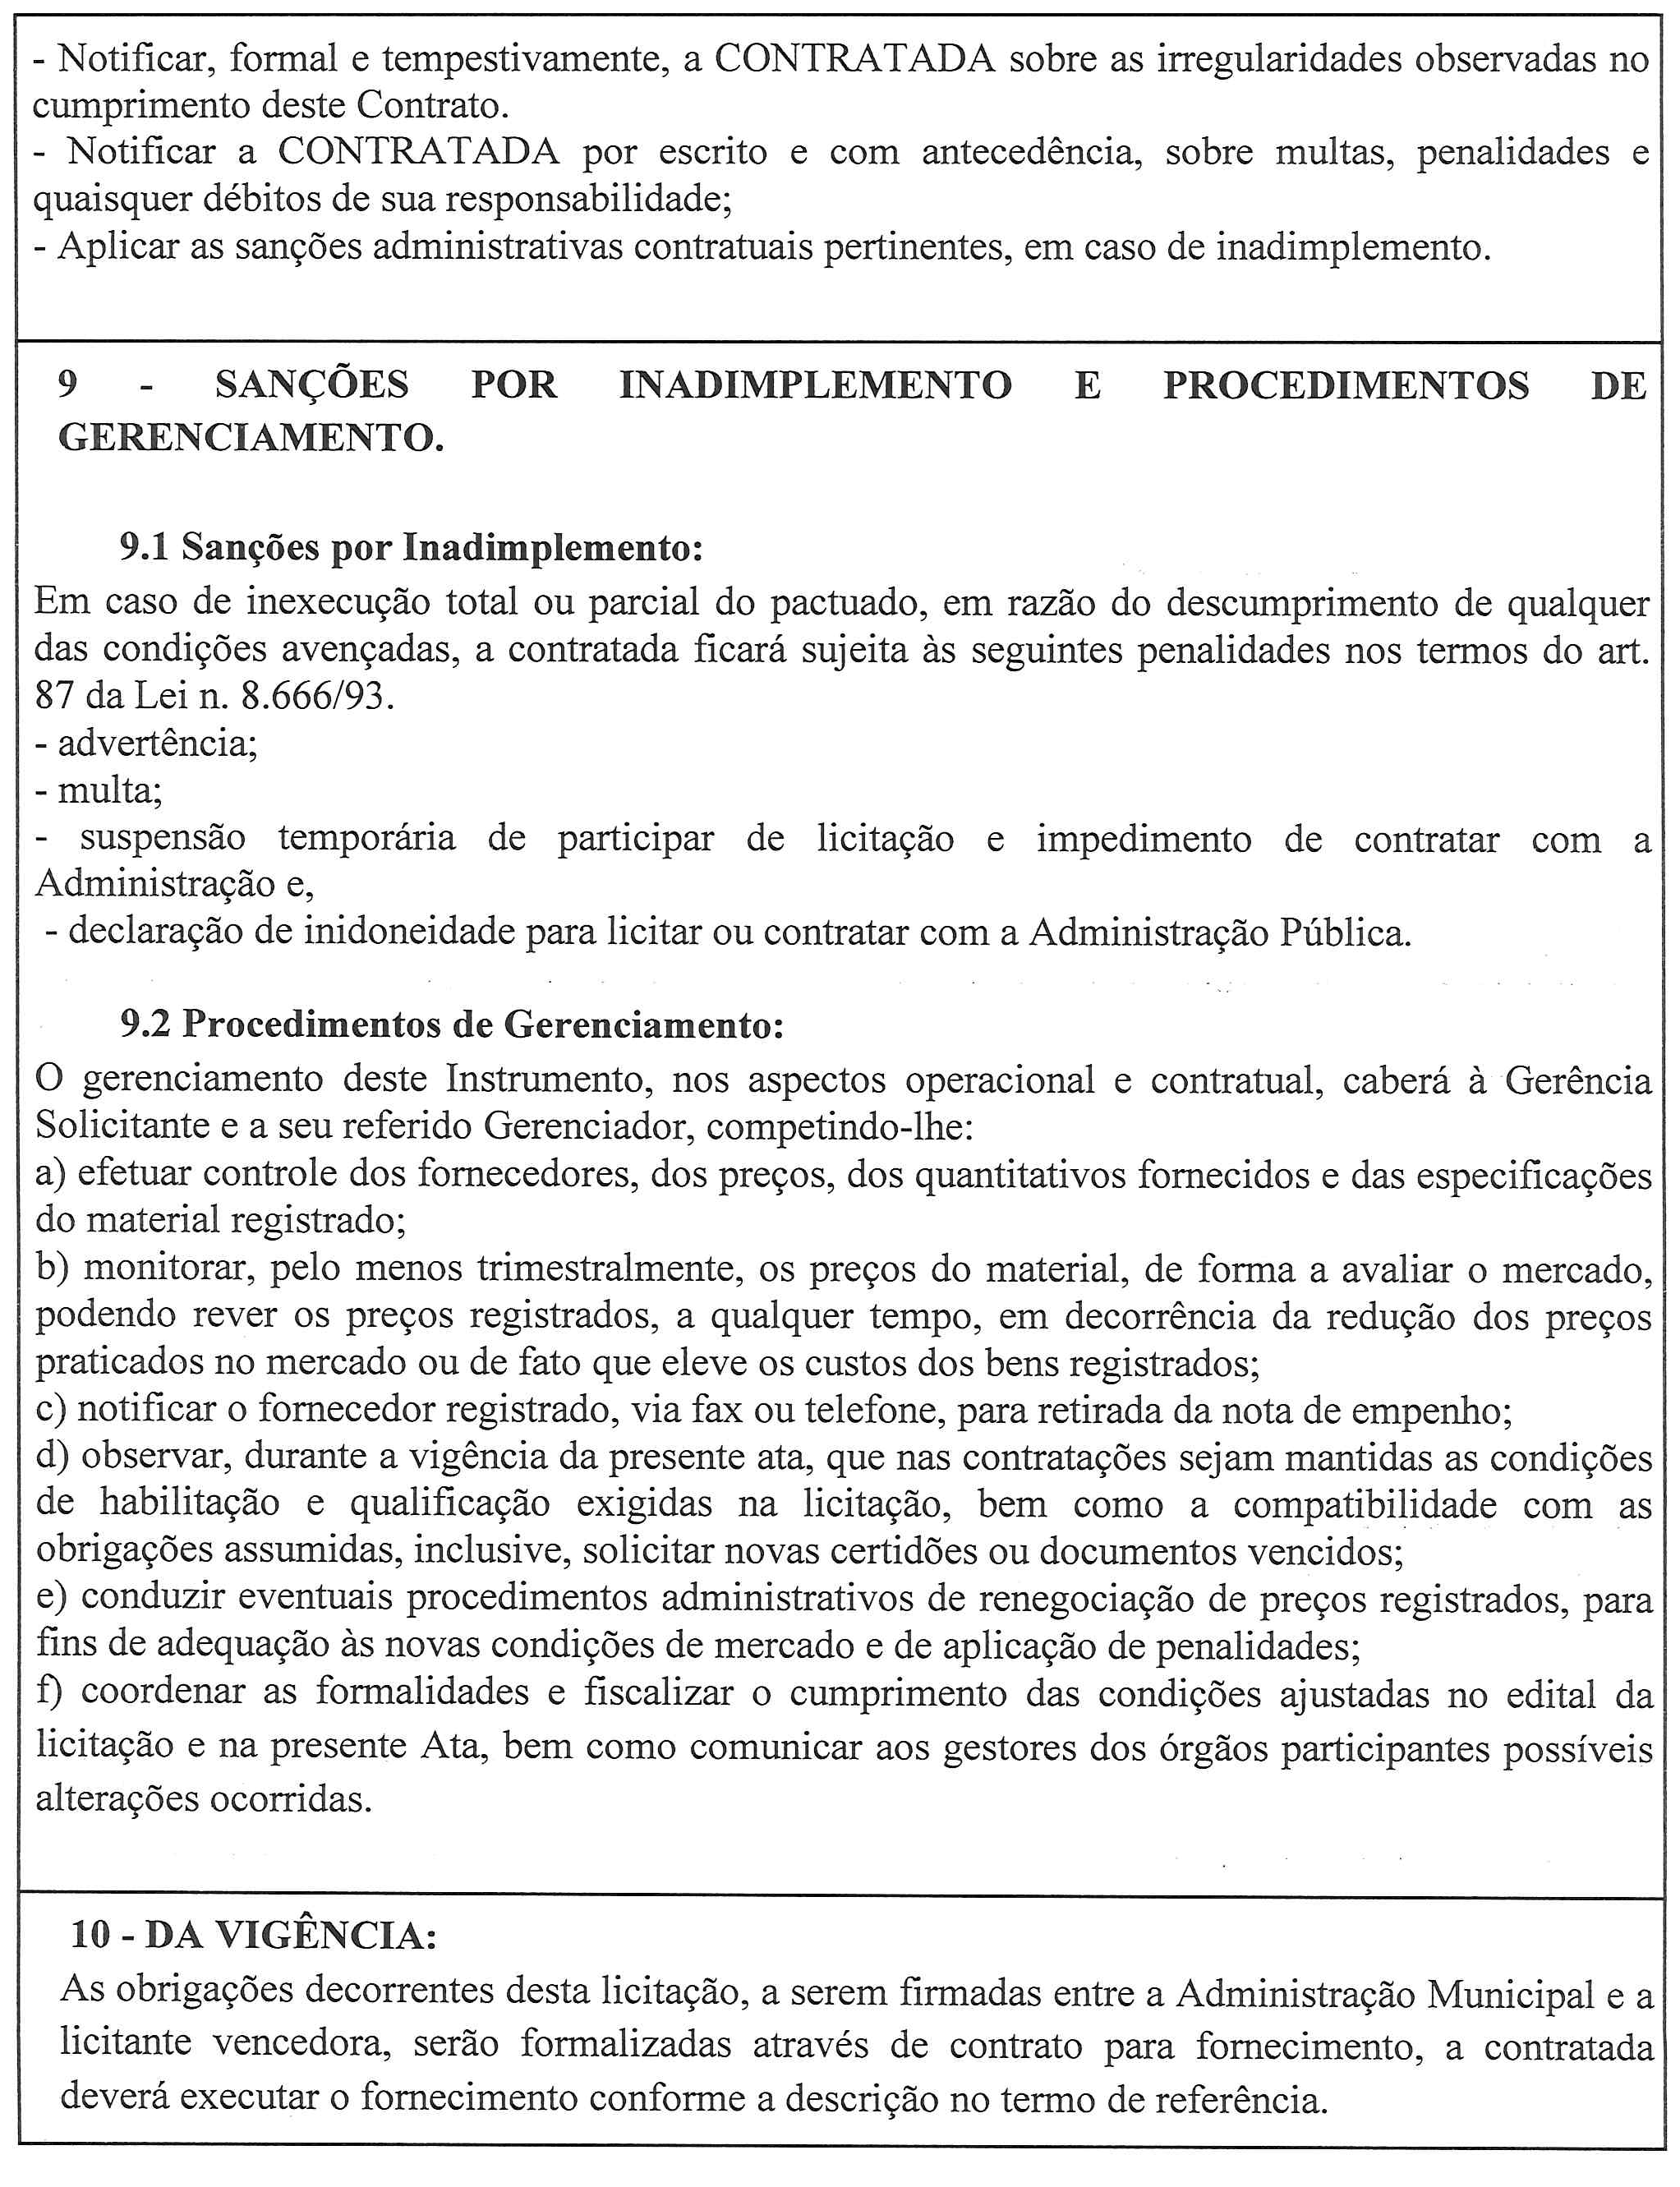 - Notificar, formal e tempestivamente, a CONTRATADA sobre as irregularidades observadas no
cumprimento deste Contrato.
- Notificar a CONTRATADA por escrito e com antecedência, sobre multas, penalidades e
quaisquer débitos de sua responsabilidade;
- Aplicar as sanções administrativas contratuais pertinentes, em caso de inadimplemento.
9 - SANÇÕES POR INADIMPLEMENTO E PROCEDIMENTOS DE
GERENCIAMENTO.
9.1 Sanções por Inadimplemento:
Em caso de inexecução total ou parcial do pactuado, em razão do descumprimento de qualquer
das condições avençadas, a contratada ficará sujeita às seguintes penalidades nos termos do art.
87 da Lei n. 8.666/93.
- advertência;
- multa;
- suspensão temporária de participar de licitação e impedimento de contratar com a
Administração e,
- declaração de inidoneidade para licitar ou contratar com a Administração Pública.
9.2 Procedimentos de Gerenciamento:
O gerenciamento deste Instrumento, nos aspectos operacional e contratual, caberá à Gerência
Solicitante e a seu referido Gerenciador, competindo-lhe:
a) efetuar controle dos fornecedores, dos preços, dos quantitativos fornecidos e das especificações
do material registrado;
b) monitorar, pelo menos trimestralmente, os preços do material, de forma a avaliar o mercado,
podendo rever os preços registrados, a qualquer tempo, em decorrência da redução dos preços
praticados no mercado ou de fato que eleve os custos dos bens registrados;
c) notificar o fornecedor registrado, via fax ou telefone, para retirada da nota de empenho;
d) observar, durante a vigência da presente ata, que nas contratações sejam mantidas as condições
de habilitação e qualificação exigidas na licitação, bem como a compatibilidade com as
obrigações assumidas, inclusive, solicitar novas certidões ou documentos vencidos;
e) conduzir eventuais procedimentos administrativos de renegociação de preços registrados, para
fins de adequação às novas condições de mercado e de aplicação de penalidades;
f) coordenar as formalidades e fiscalizar o cumprimento das condições ajustadas no edital da
licitação e na presente Ata, bem como comunicar aos gestores dos órgãos participantes possíveis
alterações ocorridas.
10 - DA VIGÊNCIA:
As obrigações decorrentes desta licitação, a serem firmadas entre a Administração Municipal e a
licitante vencedora, serão formalizadas através de contrato para fornecimento, a contratada
deverá executar o fornecimento conforme a descrição no termo de referência.